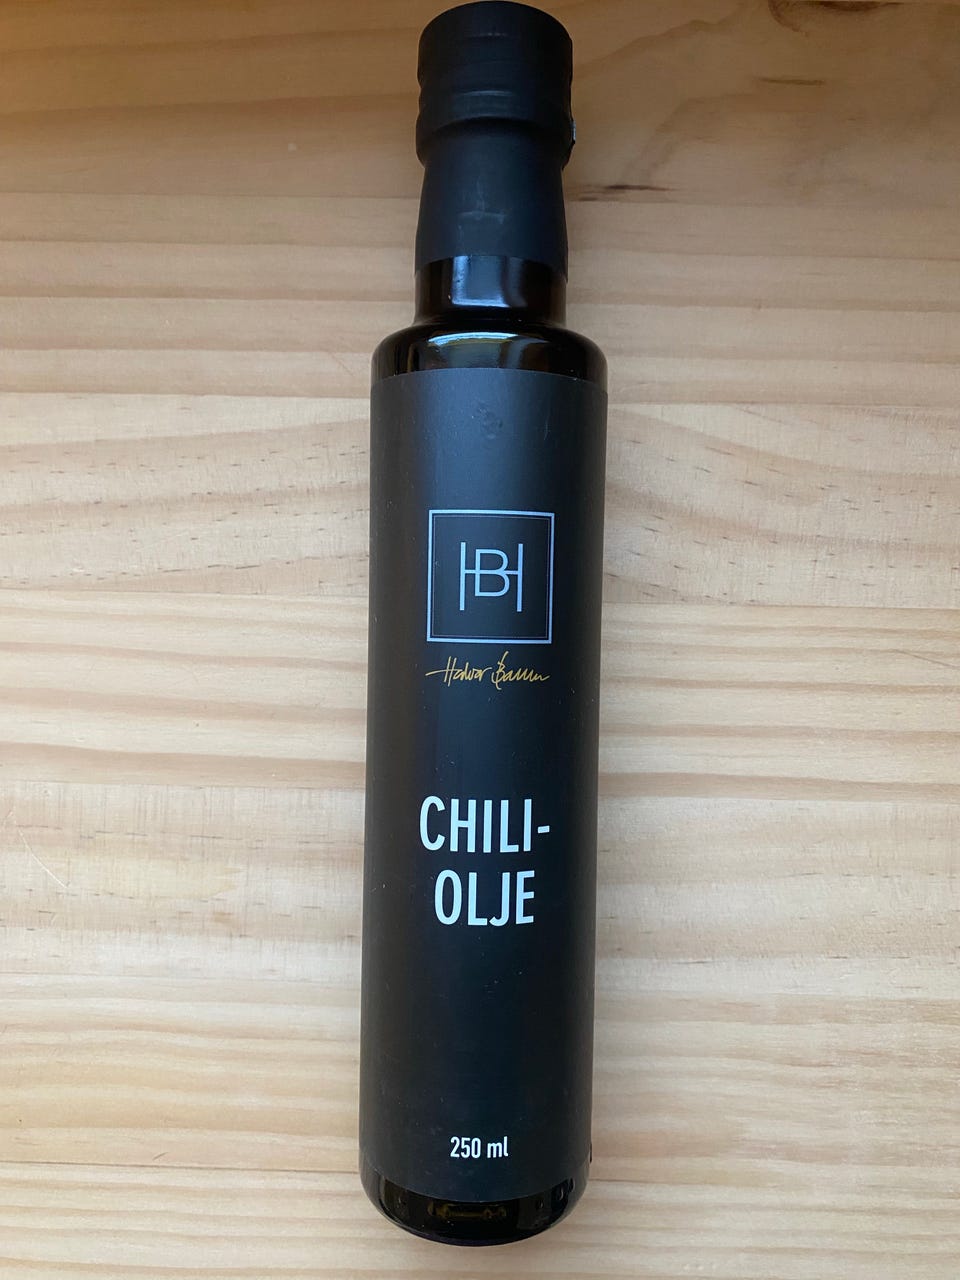 HB
CHILI-
OLJE
250 ml